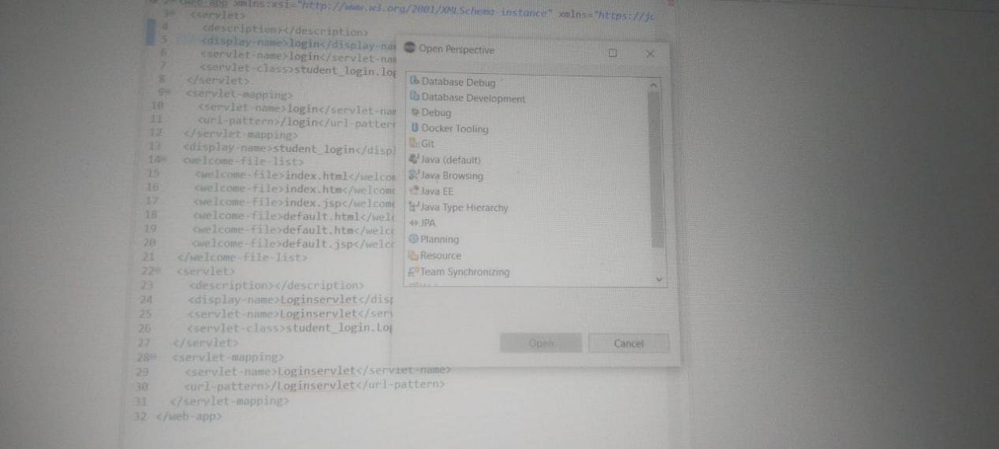 <web-app xmlns:xsi="http://www.w3.org/2001/XMLSchema-instance" xmlns="https://j
3 <servlet>
4 <description></description>
5 <display-name>login</display-na
6 <servlet-name>login</servlet-na
7 <servlet-class>student_login.log
8 </servlet>
9 <servlet-mapping>
10 <servlet-name>login</servlet-na
11 <url-pattern>/login</url-patter
12 </servlet-mapping>
13 <display-name>student_login</disp
14 <welcome-file-list>
15 <welcome-file>index.html</welco
16 <welcome-file>index.htm</welcome
17 <welcome-file>index.jsp</welcome
18 <welcome-file>default.html</wel
19 <welcome-file>default.htm</welc
20 <welcome-file>default.jsp</welc
21 </welcome-file-list>
22 <servlet>
23 <description></description>
24 <display-name>Loginservlet</disp
25 <servlet-name>Loginservlet</serv
26 <servlet-class>student_login.Log
27 </servlet>
28 <servlet-mapping>
29 <servlet-name>Loginservlet</servlet-name>
30 <url-pattern>/Loginservlet</url-pattern>
31 </servlet-mapping>
32 </web-app>
Open Perspective
Database Debug
Database Development
Debug
Docker Tooling
Git
Java (default)
Java Browsing
Java EE
Java Type Hierarchy
JPA
Planning
Resource
Team Synchronizing
Open
Cancel